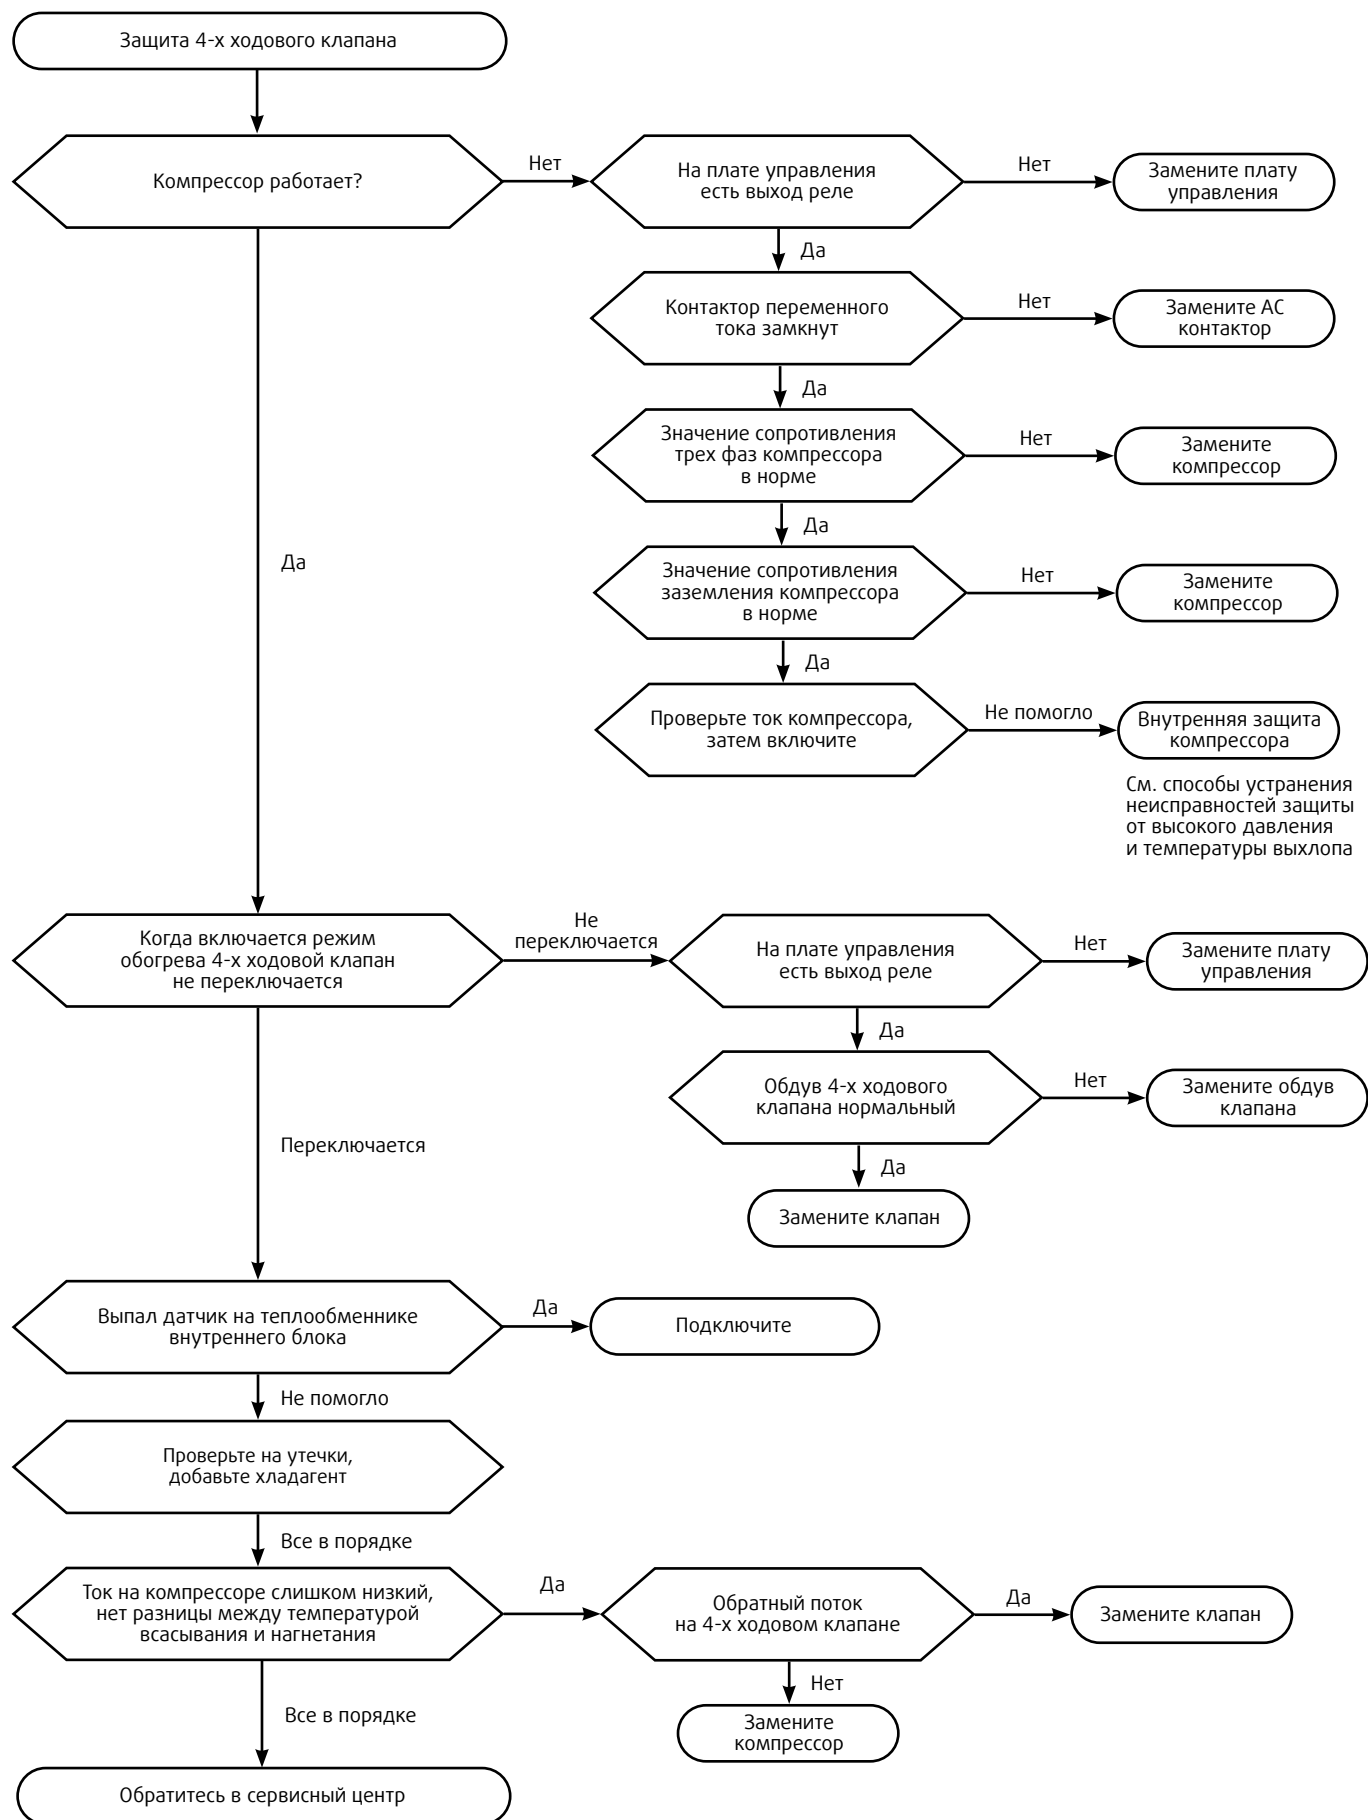 Защита 4-х ходового клапана
Компрессор работает?
Нет
На плате управления
есть выход реле
Нет
Замените плату
управления
Да
Контактор переменного
тока замкнут
Нет
Замените АС
контактор
Да
Значение сопротивления
трех фаз компрессора
в норме
Нет
Замените
компрессор
Да
Да
Значение сопротивления
заземления компрессора
в норме
Нет
Замените
компрессор
Да
Проверьте ток компрессора,
затем включите
Не помогло
Внутренняя защита
компрессора
См. способы устранения
неисправностей защиты
от высокого давления
и температуры выхлопа
Когда включается режим
обогрева 4-х ходовой клапан
не переключается
Не
переключается
На плате управления
есть выход реле
Нет
Замените плату
управления
Да
Обдув 4-х ходового
клапана нормальный
Нет
Замените обдув
клапана
Переключается
Да
Замените клапан
Выпал датчик на теплообменнике
внутреннего блока
Да
Подключите
Не помогло
Проверьте на утечки,
добавьте хладагент
Все в порядке
Ток на компрессоре слишком низкий,
нет разницы между температурой
всасывания и нагнетания
Да
Обратный поток
на 4-х ходовом клапане
Да
Замените клапан
Нет
Замените
компрессор
Все в порядке
Обратитесь в сервисный центр